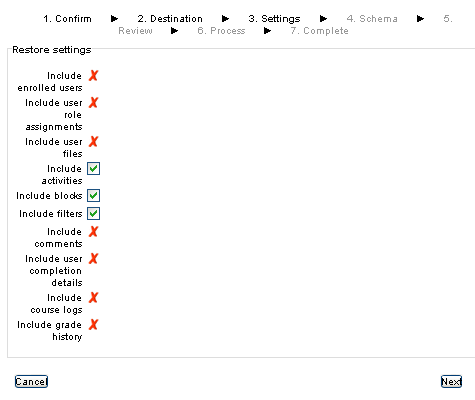 1. Confirm ► 2. Destination ► 3. Settings ► 4. Schema ► 5.
Review ► 6. Process ► 7. Complete
Restore settings
Include
enrolled users
Include user
role
assignments
Include user
files
Include
activities
Include blocks
Include filters
Include
comments
Include user
completion
details
Include
course logs
Include grade
history
Cancel
Next